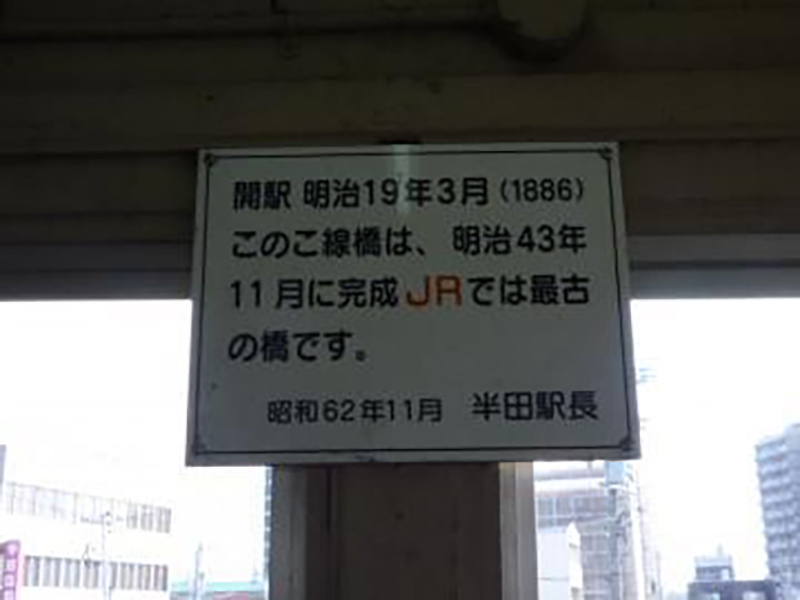 開駅 明治19年3月(1886)
このこ線橋は、明治43年
11月に完成JRでは最古
の橋です。
昭和62年11月 半田駅長